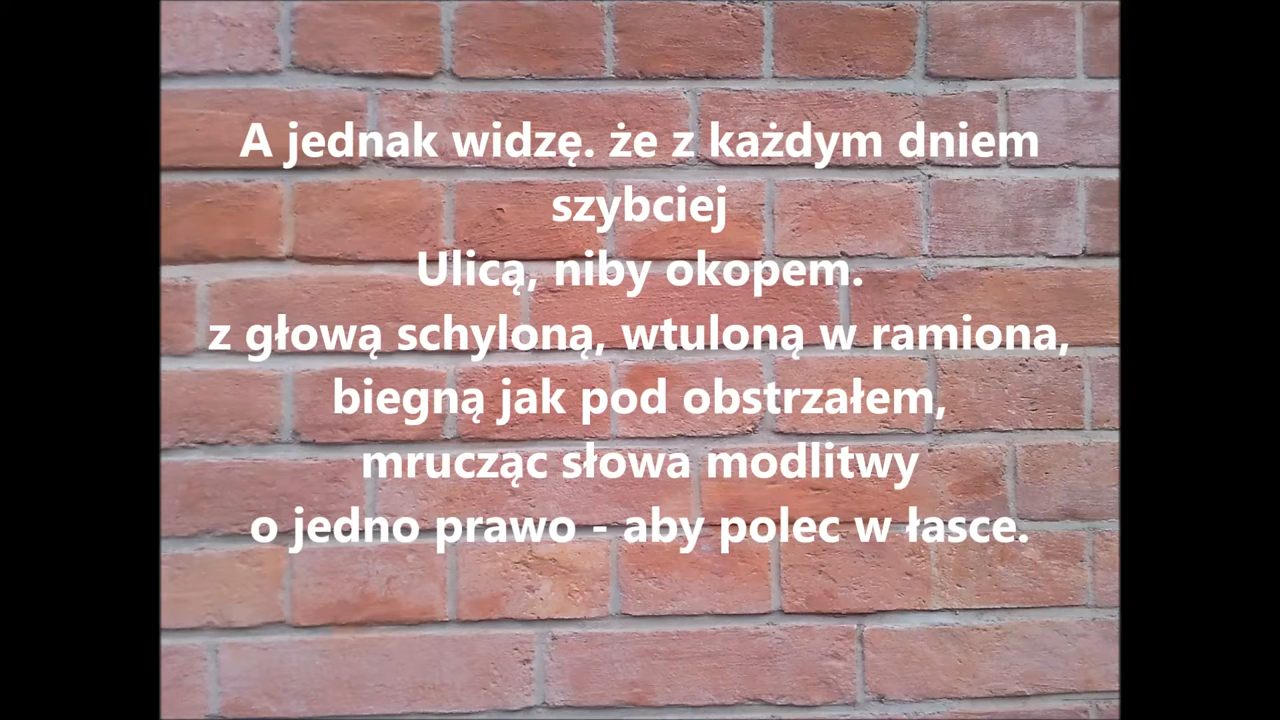 A jednak widzę. że z każdym dniem
szybciej
Ulicą, niby okopem.
z głową schyloną, wtuloną w ramiona,
biegną jak pod obstrzałem,
mrucząc słowa modlitwy
o jedno prawo - aby polec w łasce.